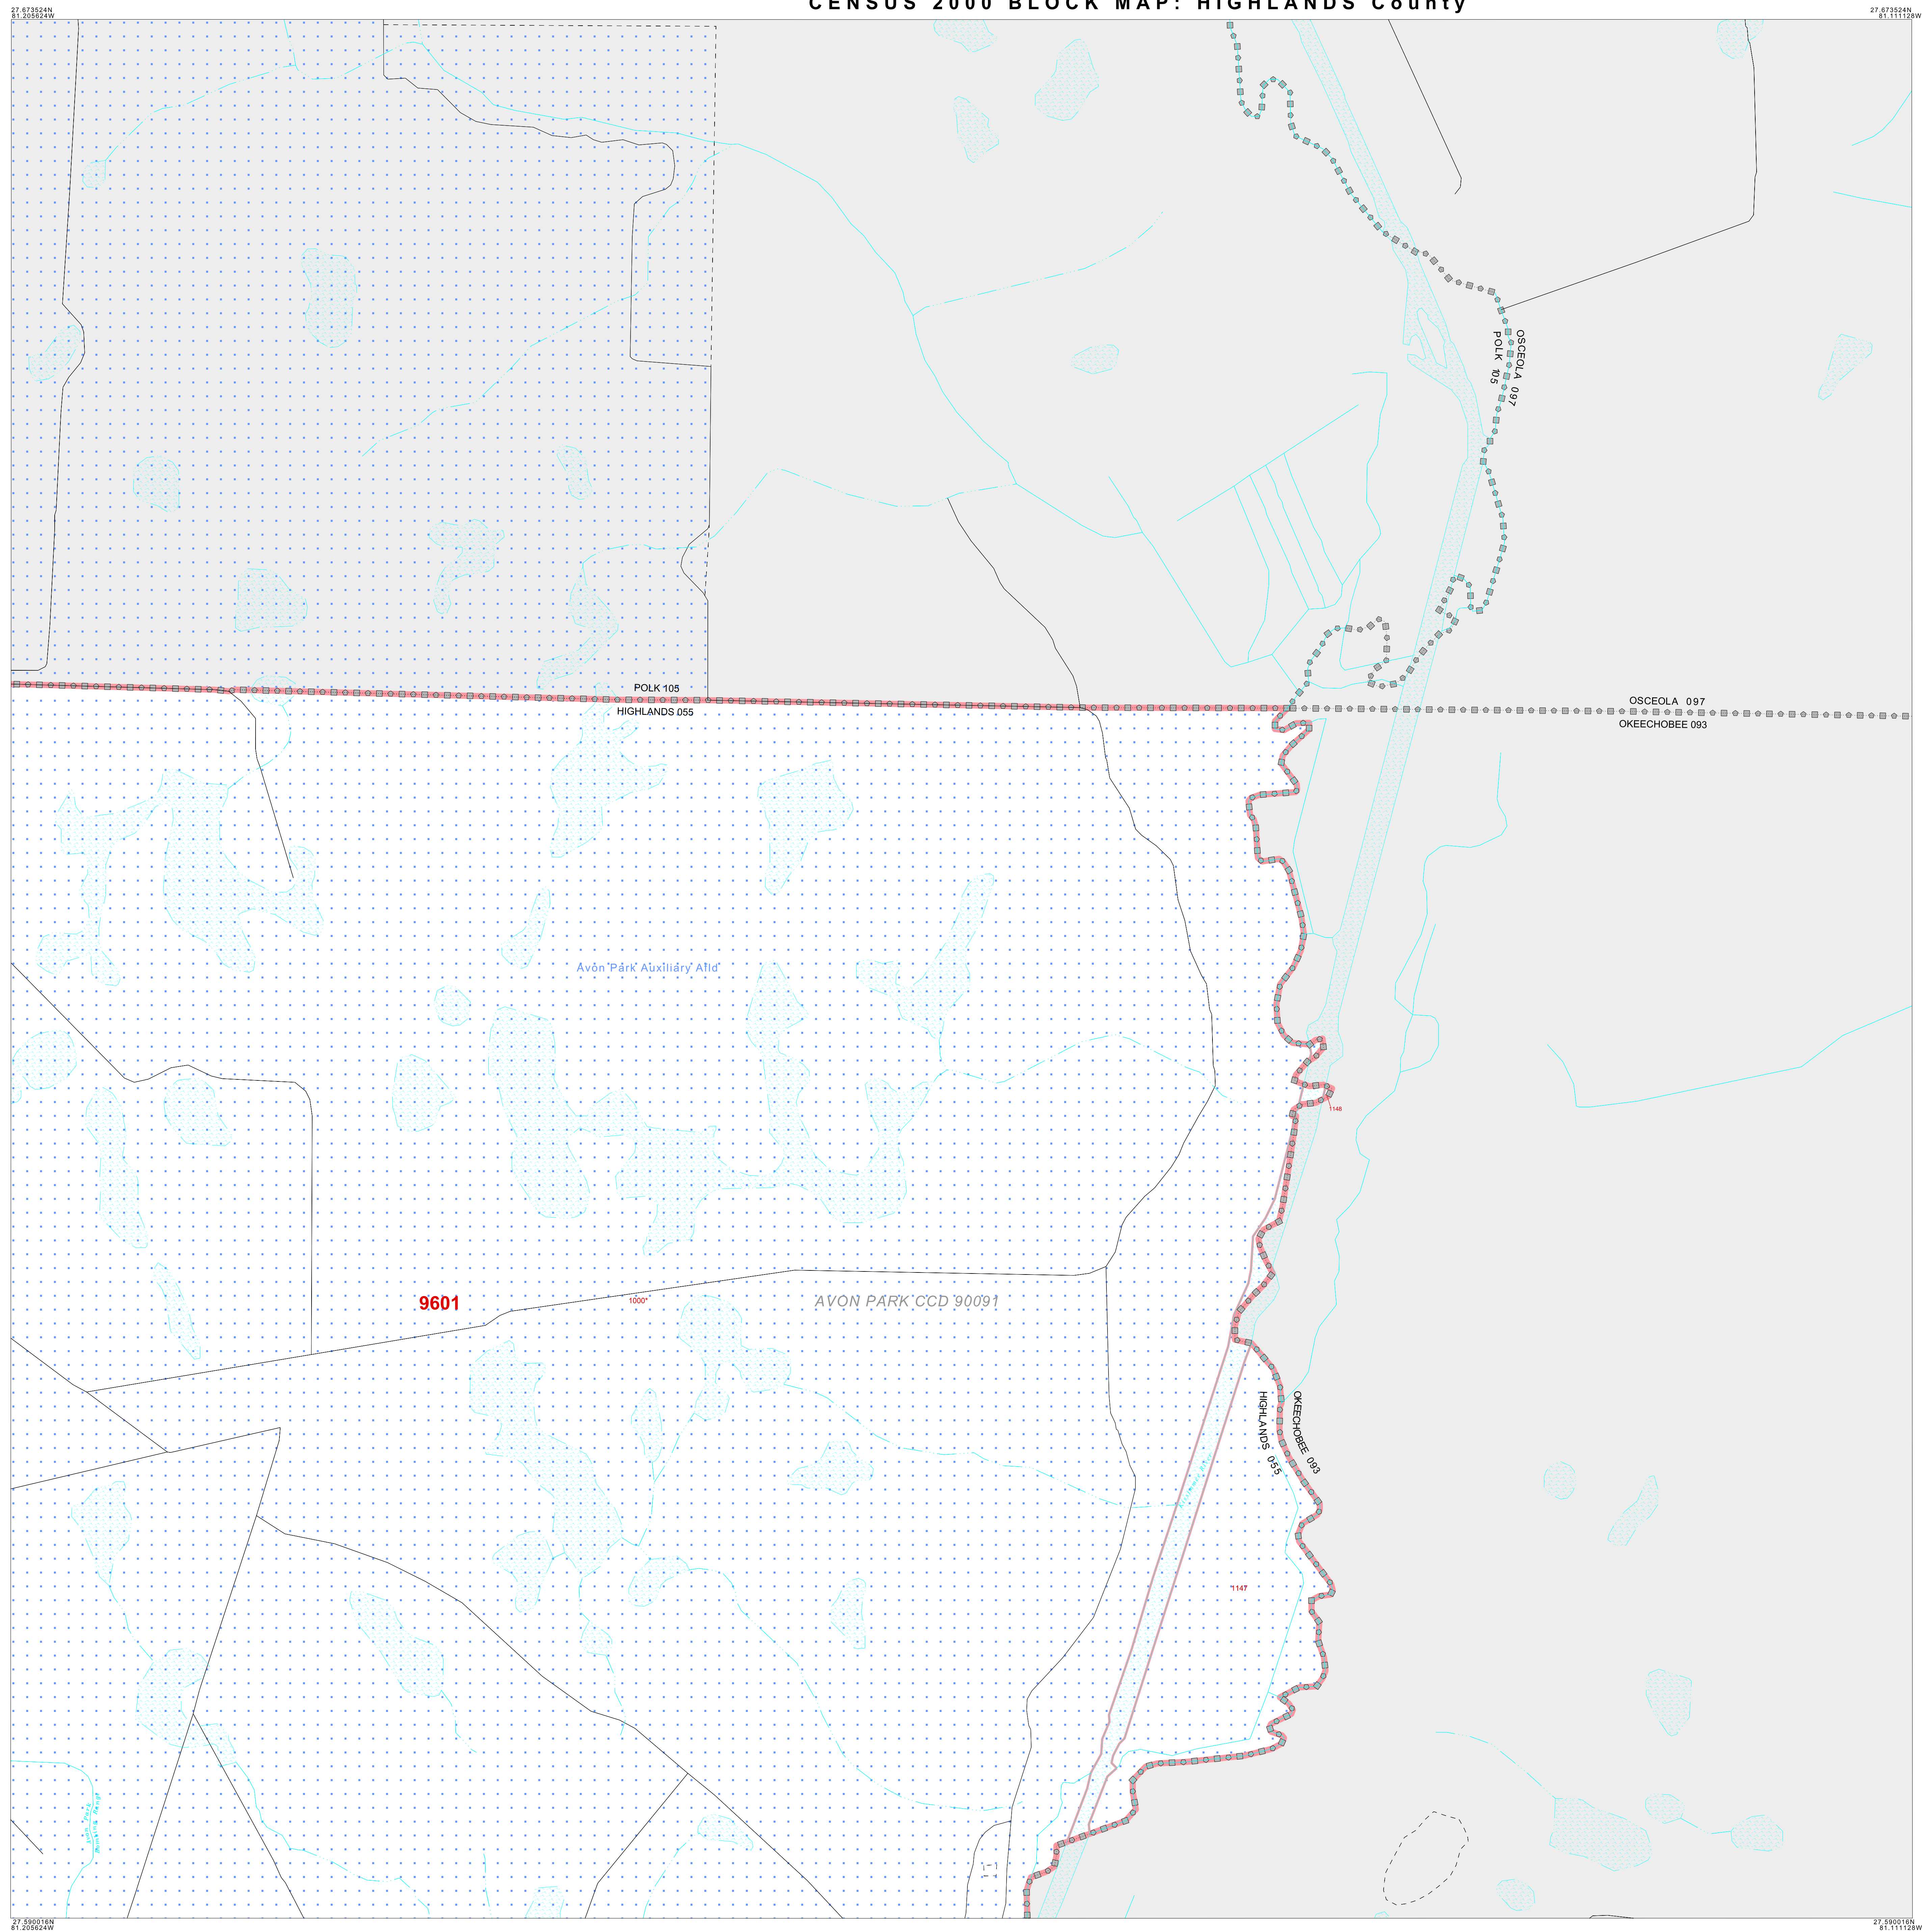 CENSUS 2000 BLOCK MAP: HIGHLANDS County
27.673524N
81.205624W
27.673524N
81.111128W
OSCEOLA 097
POLK 105
POLK 105
HIGHLANDS 055
OSCEOLA 097
OKEECHOBEE 093
Avon Park Auxiliary Afld
1146
9601
1000*
AVON PARK CCD 90091
OKEECHOBEE 093
HIGHLANDS 055
1147
27.590016N
81.205624W
27.590016N
81.111128W